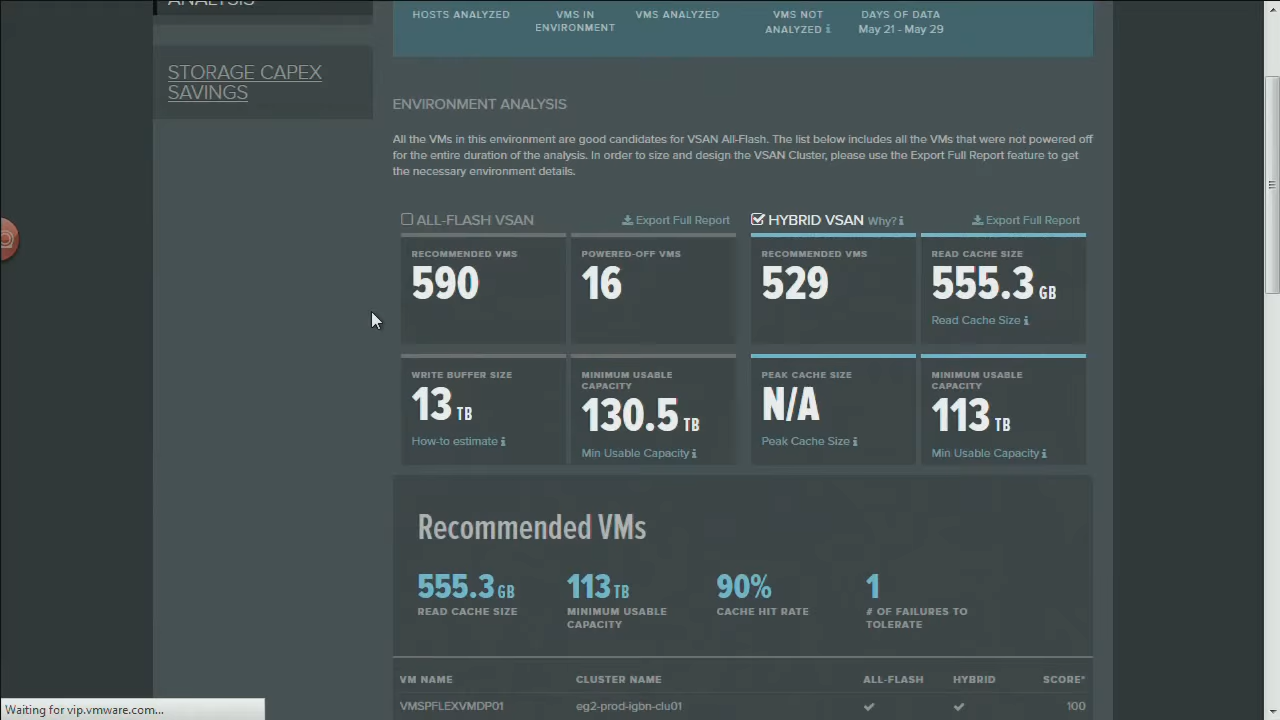 ANALYSIS
STORAGE CAPEX
SAVINGS
HOSTS ANALYZED
VMS IN
ENVIRONMENT
VMS ANALYZED
VMS NOT
ANALYZED
DAYS OF DATA
May 21 - May 29
ENVIRONMENT ANALYSIS
All the VMs in this environment are good candidates for VSAN All-Flash. The list below includes all the VMs that were not powered off
for the entire duration of the analysis. In order to size and design the VSAN Cluster, please use the Export Full Report feature to get
the necessary environment details.
ALL-FLASH VSAN
Export Full Report
RECOMMENDED VMS
590
POWERED-OFF VMS
16
WRITE BUFFER SIZE
13 TB
How-to estimate
MINIMUM USABLE
CAPACITY
130.5 TB
Min Usable Capacity
HYBRID VSAN Why?
Export Full Report
RECOMMENDED VMS
529
READ CACHE SIZE
555.3 GB
Read Cache Size
PEAK CACHE SIZE
N/A
Peak Cache Size
MINIMUM USABLE
CAPACITY
113 TB
Min Usable Capacity
Recommended VMs
555.3 GB
READ CACHE SIZE
113 TB
MINIMUM USABLE
CAPACITY
90%
CACHE HIT RATE
1
# OF FAILURES TO
TOLERATE
VM NAME CLUSTER NAME ALL-FLASH HYBRID SCORE*
VMSPFLEXVMDP01 eg2-prod-igbn-clu01 100
Waiting for vip.vmware.com...